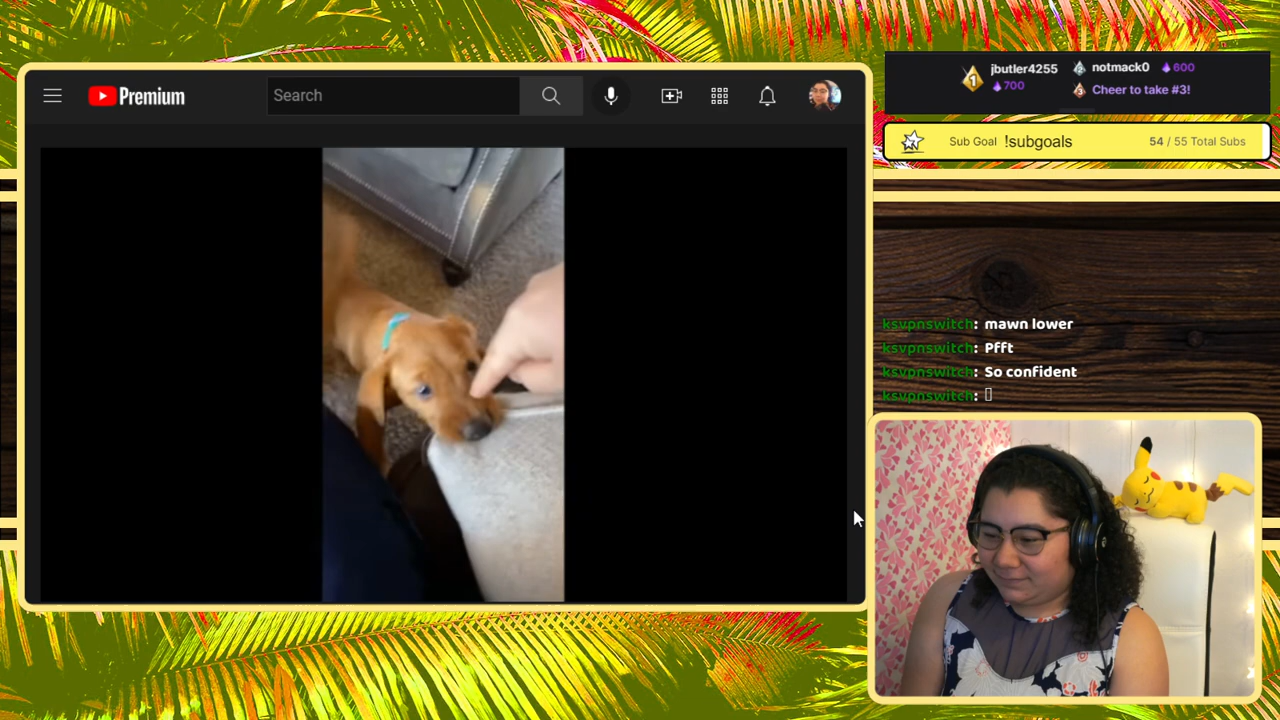 Premium
Search
jbutler4255
700
1
notmack0 600
Cheer to take #3!
Sub Goal !subgoals 54 / 55 Total Subs
ksvpnswitch: mawn lower
ksvpnswitch: Pfft
ksvpnswitch: So confident
ksvpnswitch: